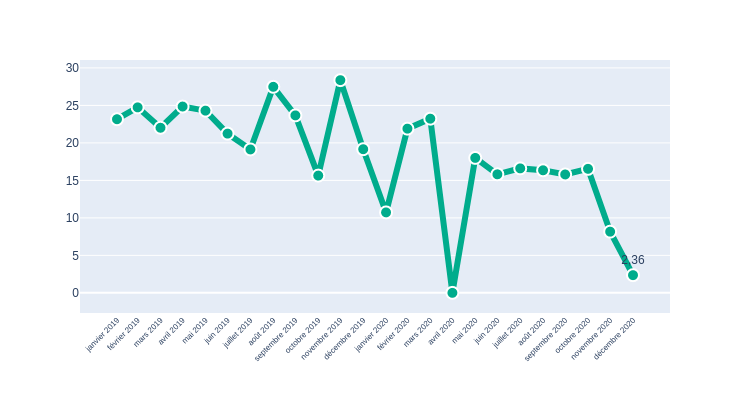 30
25
20
15
10
5
0
2.36
janvier 2019
février 2019
mars 2019
avril 2019
mai 2019
juin 2019
juillet 2019
août 2019
septembre 2019
octobre 2019
novembre 2019
décembre 2019
janvier 2020
février 2020
mars 2020
avril 2020
mai 2020
juin 2020
juillet 2020
août 2020
septembre 2020
octobre 2020
novembre 2020
décembre 2020